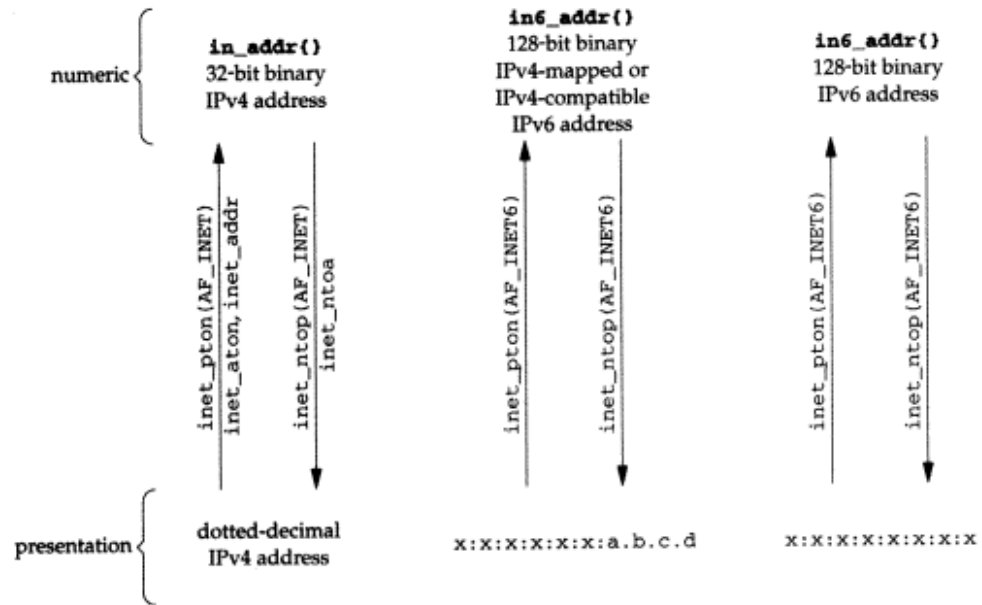 in_addr{}
32-bit binary
IPv4 address
in6_addr{}
128-bit binary
IPv4-mapped or
IPv4-compatible
IPv6 address
in6_addr{}
128-bit binary
IPv6 address
numeric
inet_pton(AF_INET)
inet_aton,inet_addr
inet_ntop(AF_INET)
inet_ntoa
inet_pton(AF_INET6)
inet_ntop(AF_INET6)
inet_pton(AF_INET6)
inet_ntop(AF_INET6)
presentation
dotted-decimal
IPv4 address
x:x:x:x:x:x:a.b.c.d
x:x:x:x:x:x:x:x